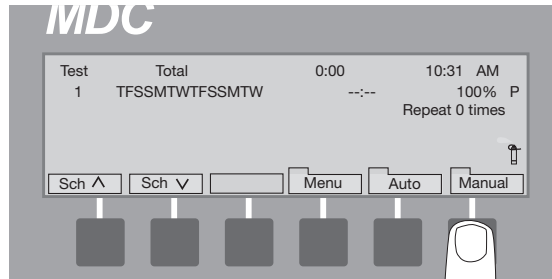 MDC
Test Total 0:00 10:31 AM
1 TFSSMTWTFSSMTW --:-- 100% P
Repeat 0 times
Sch ^ Sch v Menu Auto Manual